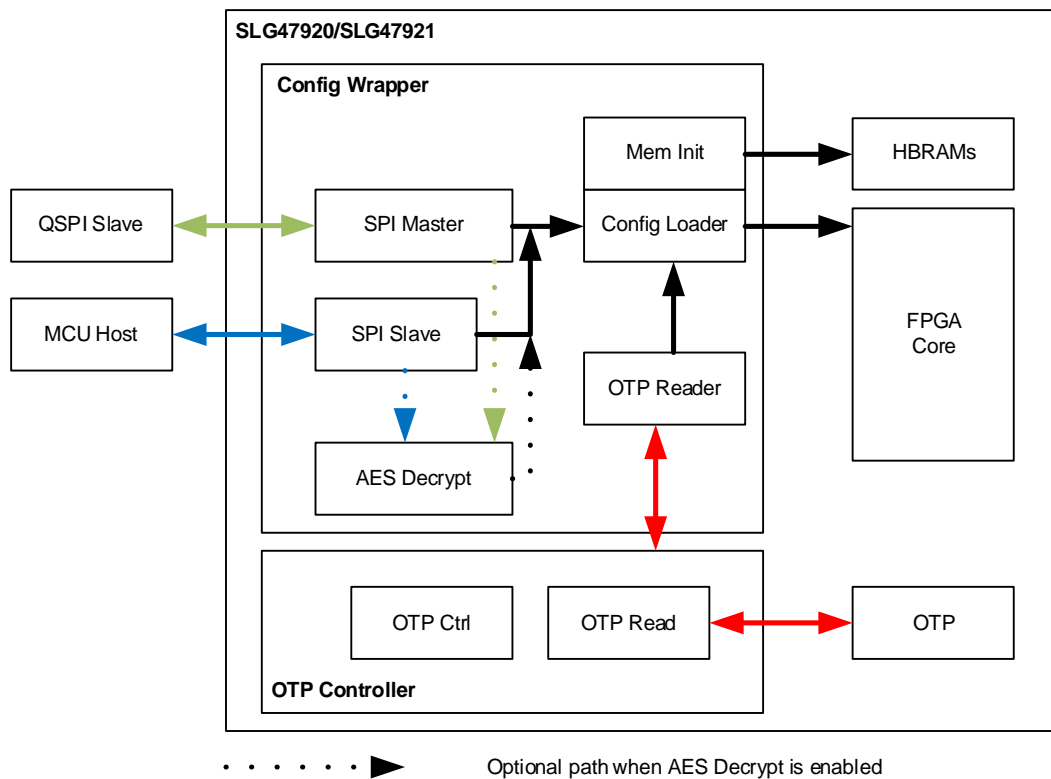 SLG47920/SLG47921
Config Wrapper
Mem Init
HBRAMs
QSPI Slave
SPI Master
Config Loader
MCU Host
SPI Slave
FPGA
Core
OTP Reader
AES Decrypt
OTP Ctrl
OTP Read
OTP
OTP Controller
Optional path when AES Decrypt is enabled